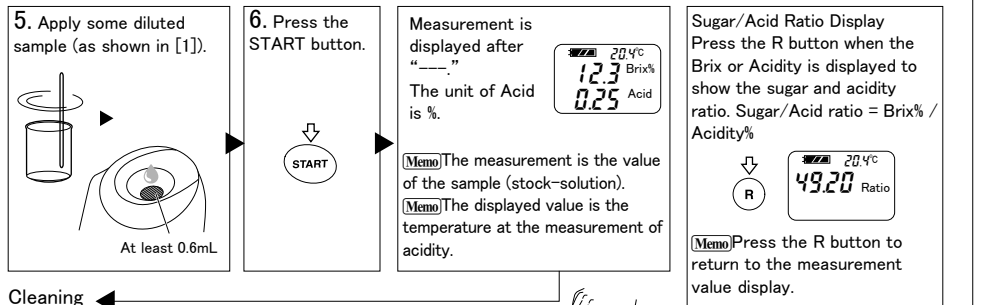 5. Apply some diluted
sample (as shown in [1]).
At least 0.6mL
6. Press the
START button.
START
Measurement is
displayed after
“---.”
The unit of Acid
is %.
20.4℃
12.3 Brix%
0.25 Acid
Memo The measurement is the value
of the sample (stock-solution).
Memo The displayed value is the
temperature at the measurement of
acidity.
Sugar/Acid Ratio Display
Press the R button when the
Brix or Acidity is displayed to
show the sugar and acidity
ratio. Sugar/Acid ratio = Brix% /
Acidity%
R
20.4℃
49.20 Ratio
Memo Press the R button to
return to the measurement
value display.
Cleaning